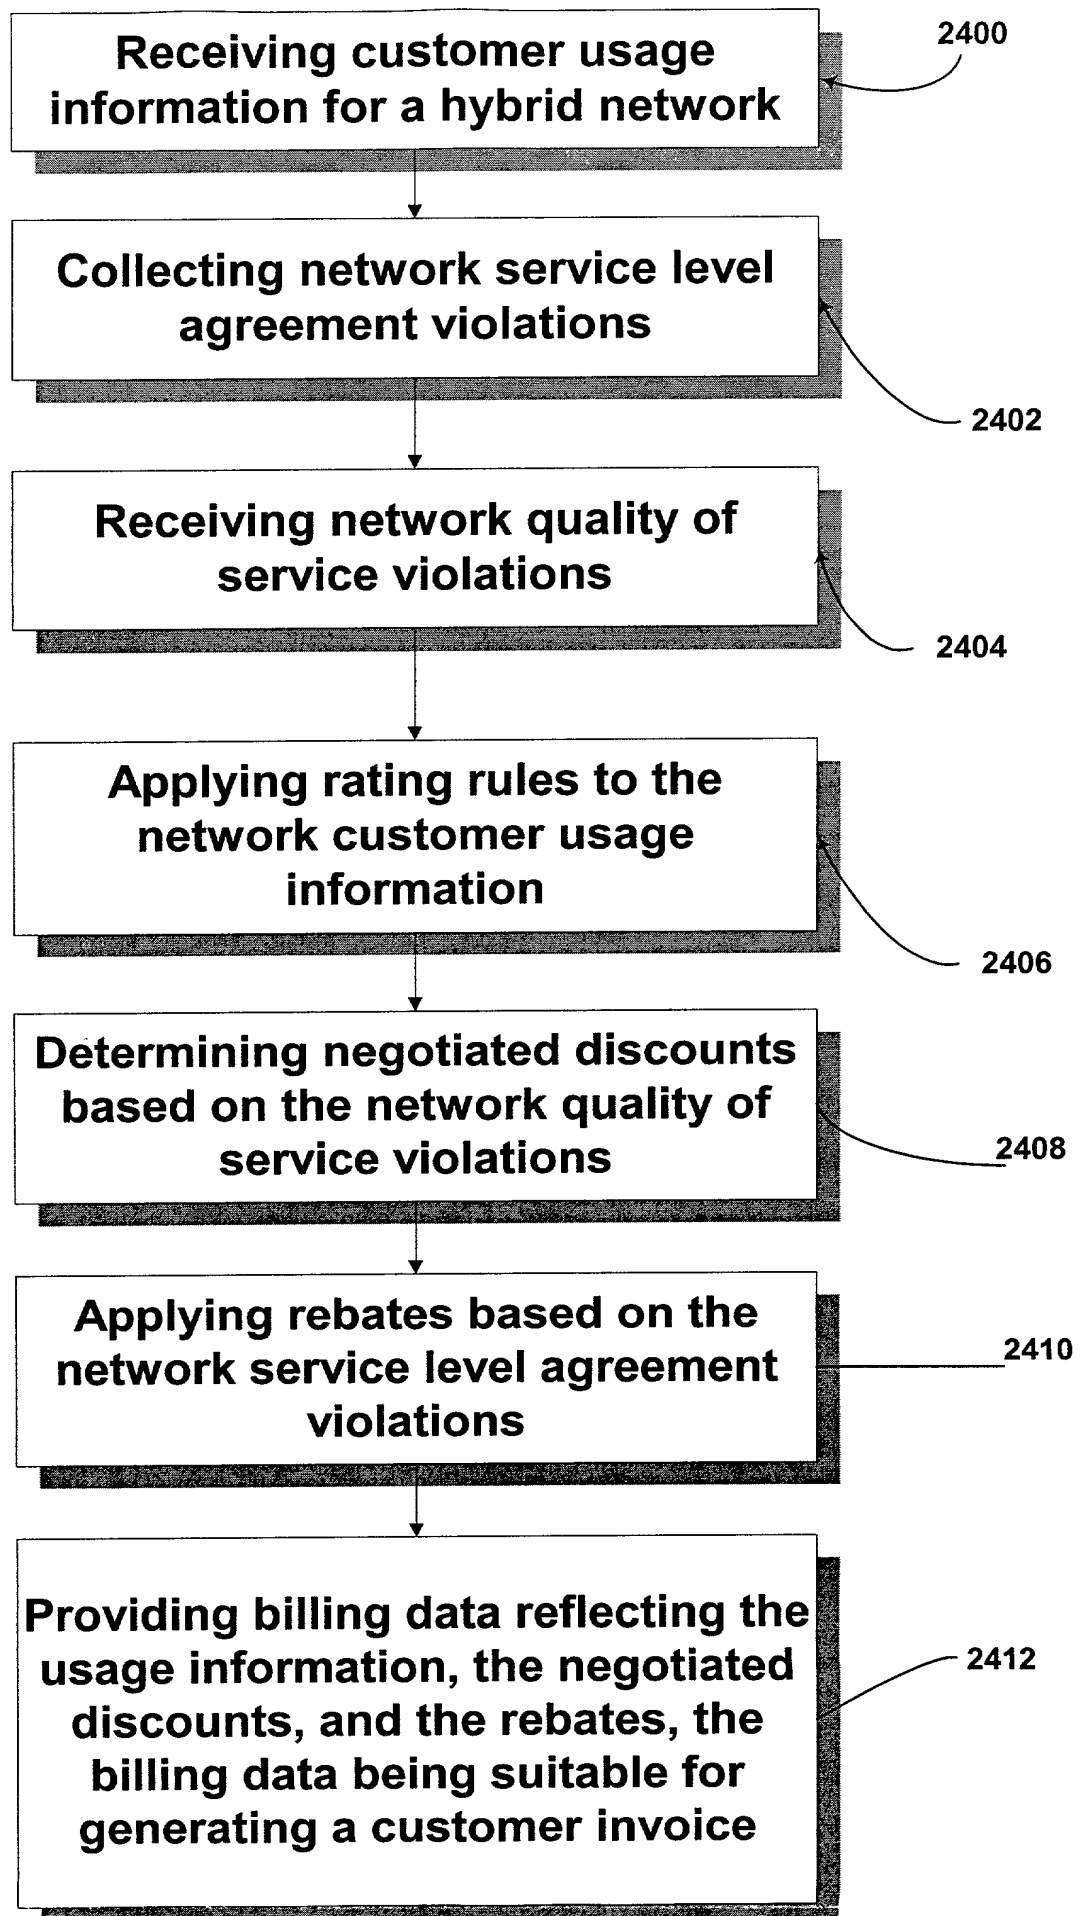 Receiving customer usage
information for a hybrid network
2400
Collecting network service level
agreement violations
2402
Receiving network quality of
service violations
2404
Applying rating rules to the
network customer usage
information
2406
Determining negotiated discounts
based on the network quality of
service violations
2408
Applying rebates based on the
network service level agreement
violations
2410
Providing billing data reflecting the
usage information, the negotiated
discounts, and the rebates, the
billing data being suitable for
generating a customer invoice
2412